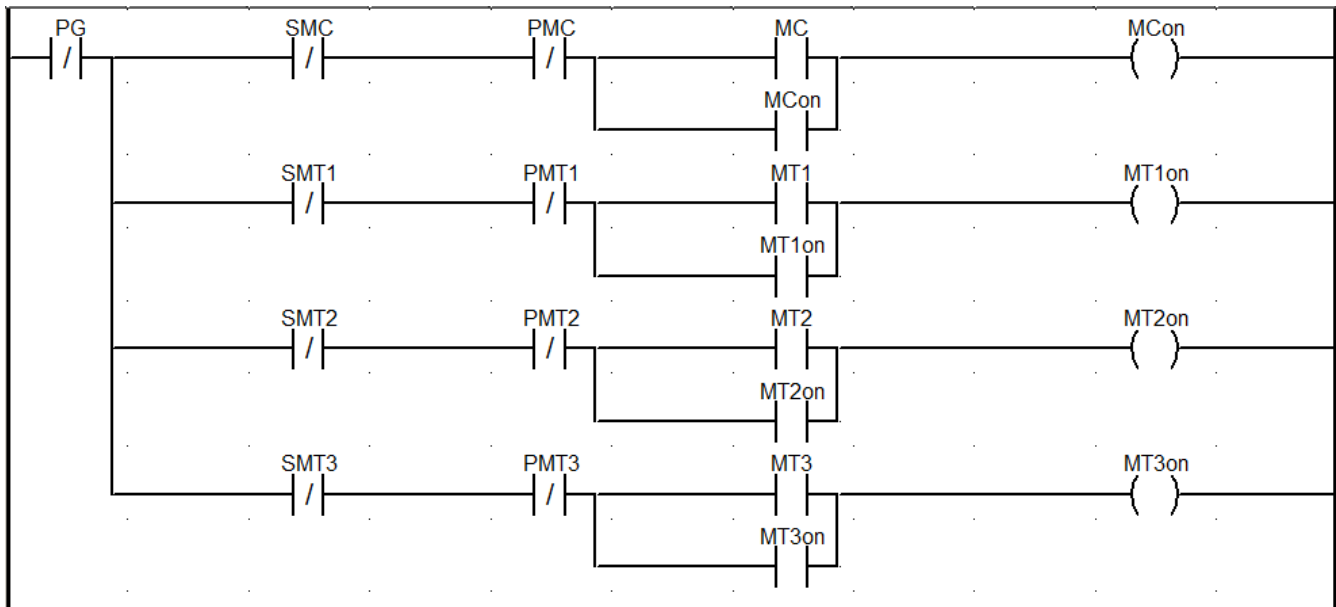 PG SMC PMC MC MCon
MCon
SMT1 PMT1 MT1 MT1on
MT1on
SMT2 PMT2 MT2 MT2on
MT2on
SMT3 PMT3 MT3 MT3on
MT3on